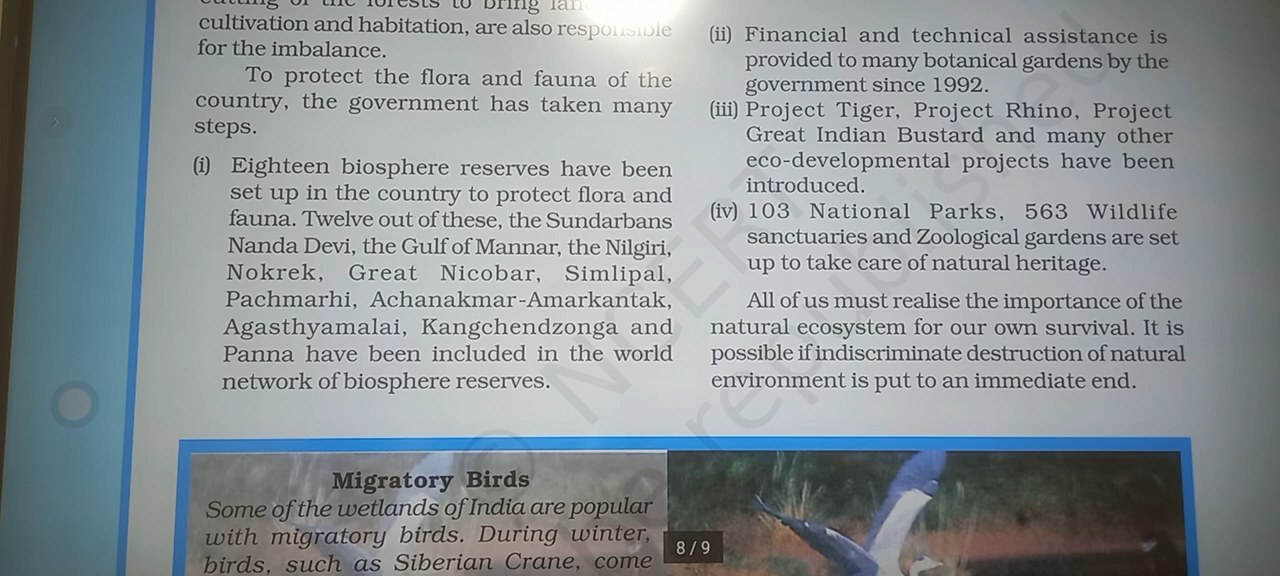 cutting of the forests to bring
cultivation and habitation, are also responsible
for the imbalance.
To protect the flora and fauna of the
country, the government has taken many
steps.
(i) Eighteen biosphere reserves have been
set up in the country to protect flora and
fauna. Twelve out of these, the Sundarbans
Nanda Devi, the Gulf of Mannar, the Nilgiri,
Nokrek, Great Nicobar, Simlipal,
Pachmarhi, Achanakmar-Amarkantak,
Agasthyamalai, Kangchendzonga and
Panna have been included in the world
network of biosphere reserves.
(ii) Financial and technical assistance is
provided to many botanical gardens by the
government since 1992.
(iii) Project Tiger, Project Rhino, Project
Great Indian Bustard and many other
eco-developmental projects have been
introduced.
(iv) 103 National Parks, 563 Wildlife
sanctuaries and Zoological gardens are set
up to take care of natural heritage.
All of us must realise the importance of the
natural ecosystem for our own survival. It is
possible if indiscriminate destruction of natural
environment is put to an immediate end.
Migratory Birds
Some of the wetlands of India are popular
with migratory birds. During winter,
birds, such as Siberian Crane, come
8 / 9
© NCERT
republished